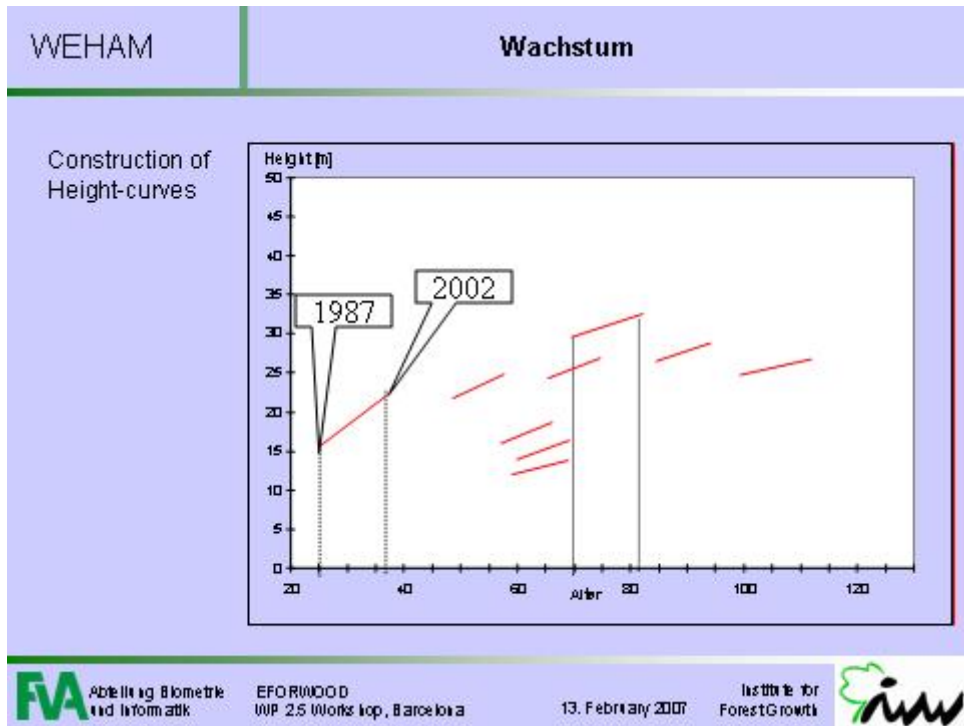 WEHAM
Wachstum
Construction of
Height-curves
Height [m]
50
45
40
35
30
25
20
15
10
5
0
1987
2002
20
40
60
Alter
80
100
120
FVA
Abteilung Biometrie
und Informatik
EFORWOOD
WP 2.5 Workshop, Barcelona
13. February 2007
Institute for
Forest Growth
iww